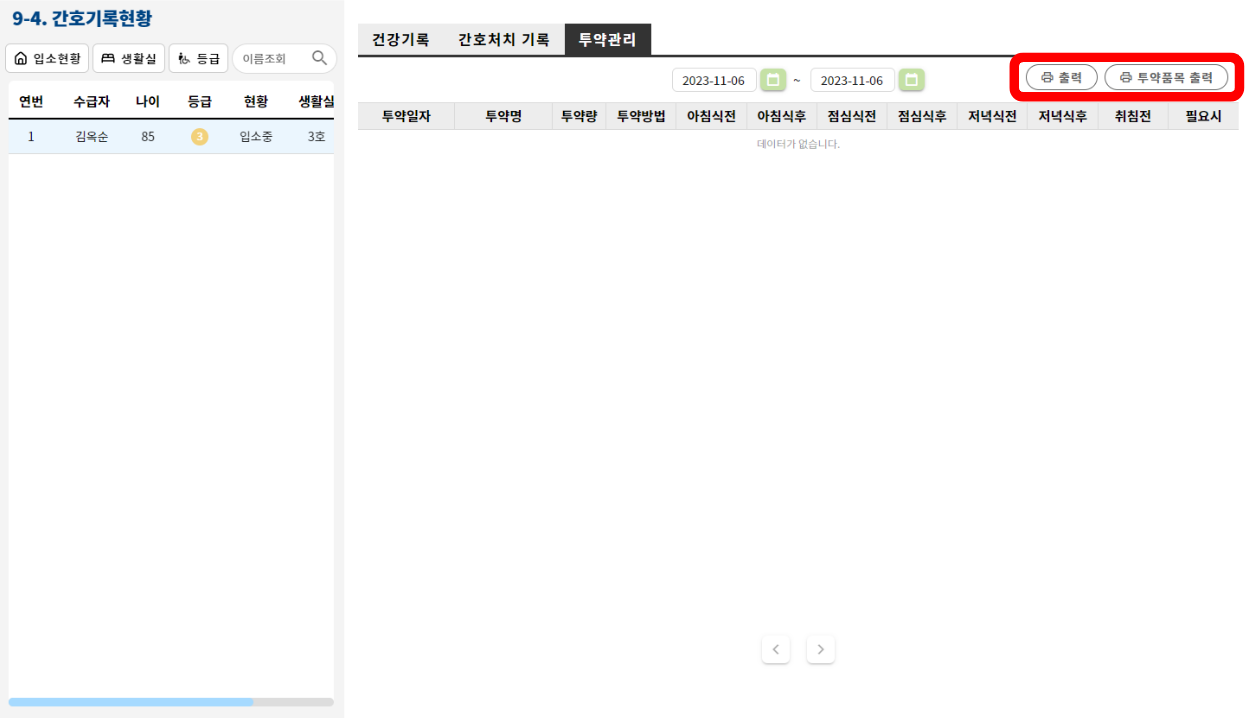 9-4. 간호기록현황
입소현황 생활실 등급 이름조회
연번 수급자 나이 등급 현황 생활실
1 김옥순 85 3 입소중 3호
건강기록 간호처치 기록 투약관리
2023-11-06 ~ 2023-11-06 출력 투약품목 출력
투약일자 투약명 투약량 투약방법 아침식전 아침식후 점심식전 점심식후 저녁식전 저녁식후 취침전 필요시
데이터가 없습니다.